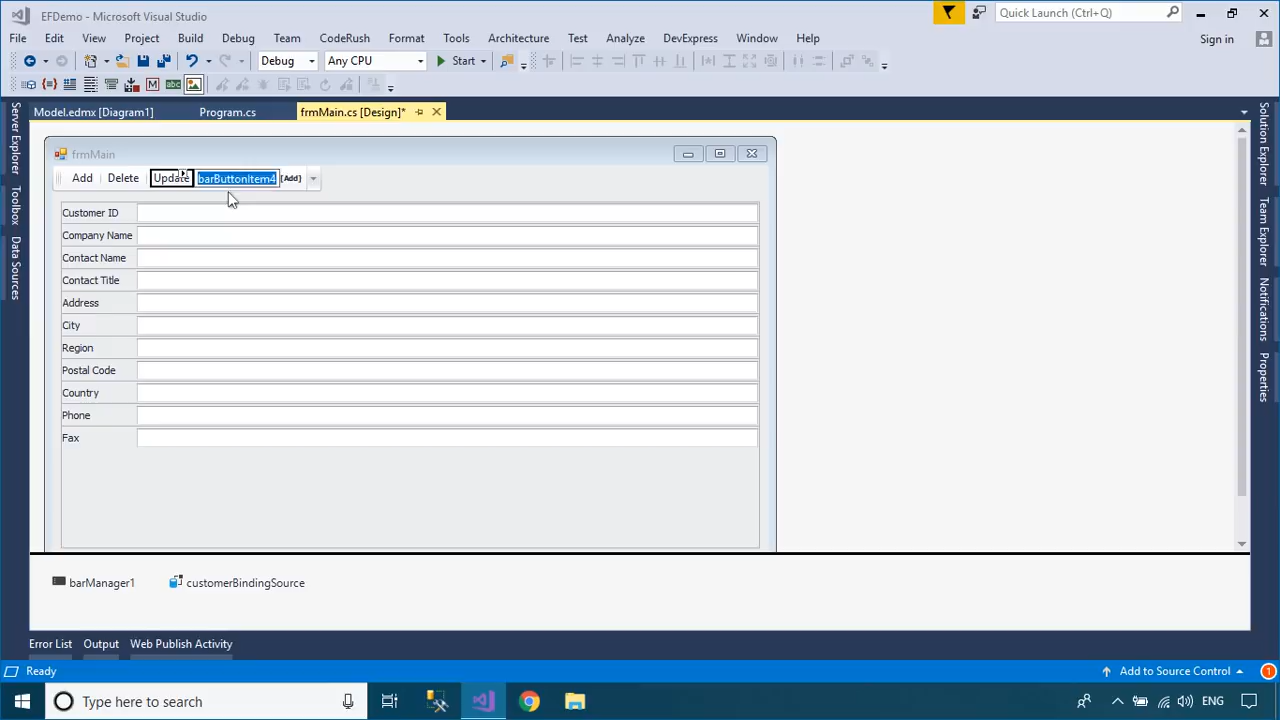 EFDemo - Microsoft Visual Studio
Quick Launch (Ctrl+Q)
File Edit View Project Build Debug Team CodeRush Format Tools Architecture Test Analyze DevExpress Window Help
Sign in
Debug Any CPU Start
M abc
Model.edmx [Diagram1] Program.cs frmMain.cs [Design]*
Server Explorer
Toolbox
Data Sources
frmMain
Add Delete Update barButtonItem4 [Add]
Customer ID
Company Name
Contact Name
Contact Title
Address
City
Region
Postal Code
Country
Phone
Fax
barManager1 customerBindingSource
Solution Explorer
Team Explorer
Notifications
Properties
Error List Output Web Publish Activity
Ready
Add to Source Control 1
Type here to search
ENG